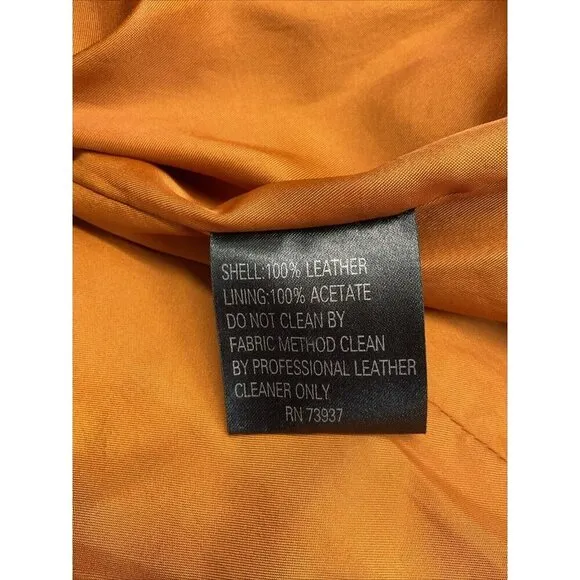 SHELL:100% LEATHER
LINING:100% ACETATE
DO NOT CLEAN BY
FABRIC METHOD CLEAN
BY PROFESSIONAL LEATHER
CLEANER ONLY
RN 73937